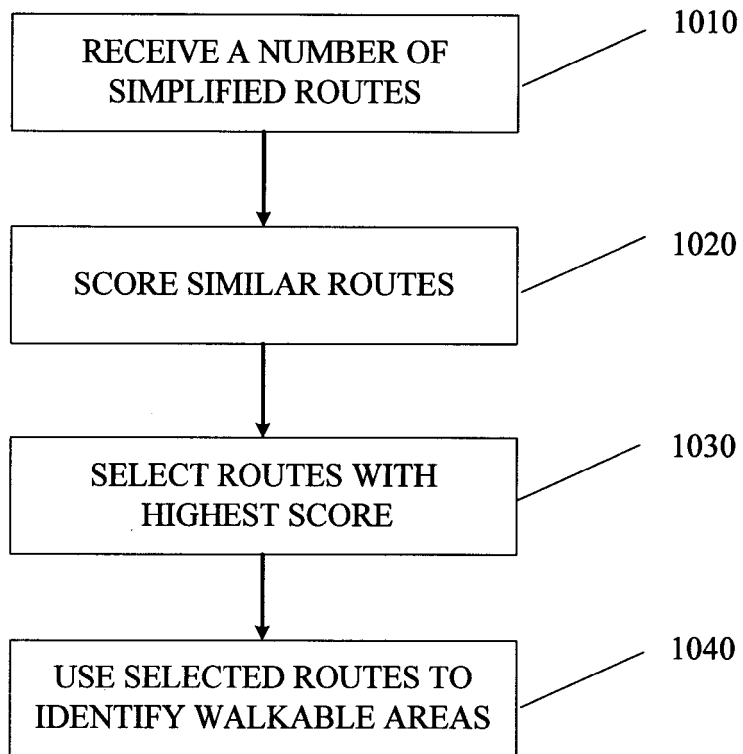 1010
RECEIVE A NUMBER OF
SIMPLIFIED ROUTES
1020
SCORE SIMILAR ROUTES
1030
SELECT ROUTES WITH
HIGHEST SCORE
1040
USE SELECTED ROUTES TO
IDENTIFY WALKABLE AREAS